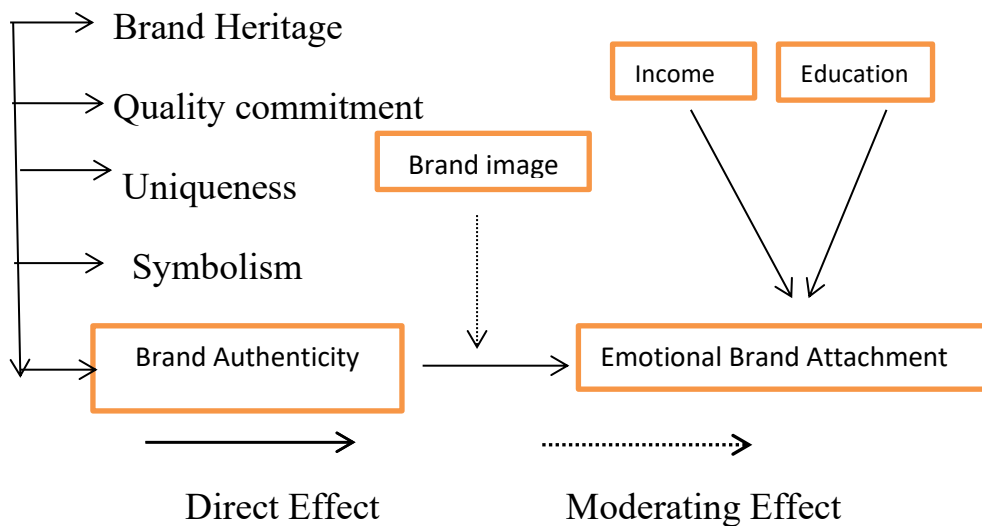 Brand Heritage
Income
Education
Quality commitment
Brand image
Uniqueness
Symbolism
Brand Authenticity
Emotional Brand Attachment
Direct Effect
Moderating Effect